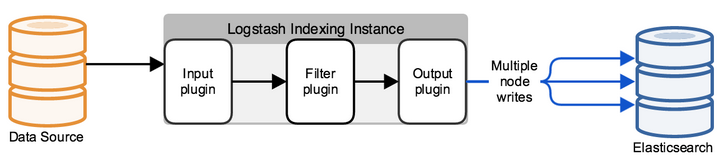 Logstash Indexing Instance
Data Source
Input
plugin
Filter
plugin
Output
plugin
Multiple
node
writes
Elasticsearch